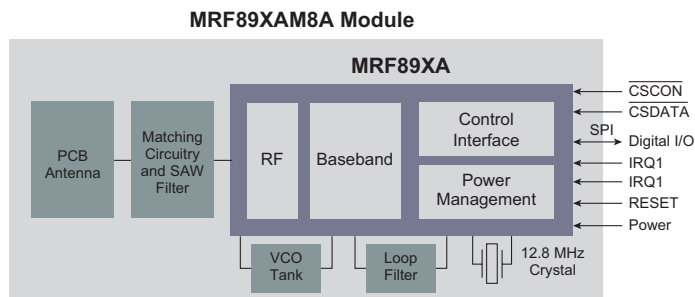 MRF89XAM8A Module
MRF89XA
PCB
Antenna
Matching
Circuitry
and SAW
Filter
RF
Baseband
Control
Interface
Power
Management
VCO
Tank
Loop
Filter
12.8 MHz
Crystal
CSCON
CSDATA
SPI
Digital I/O
IRQ1
IRQ1
RESET
Power